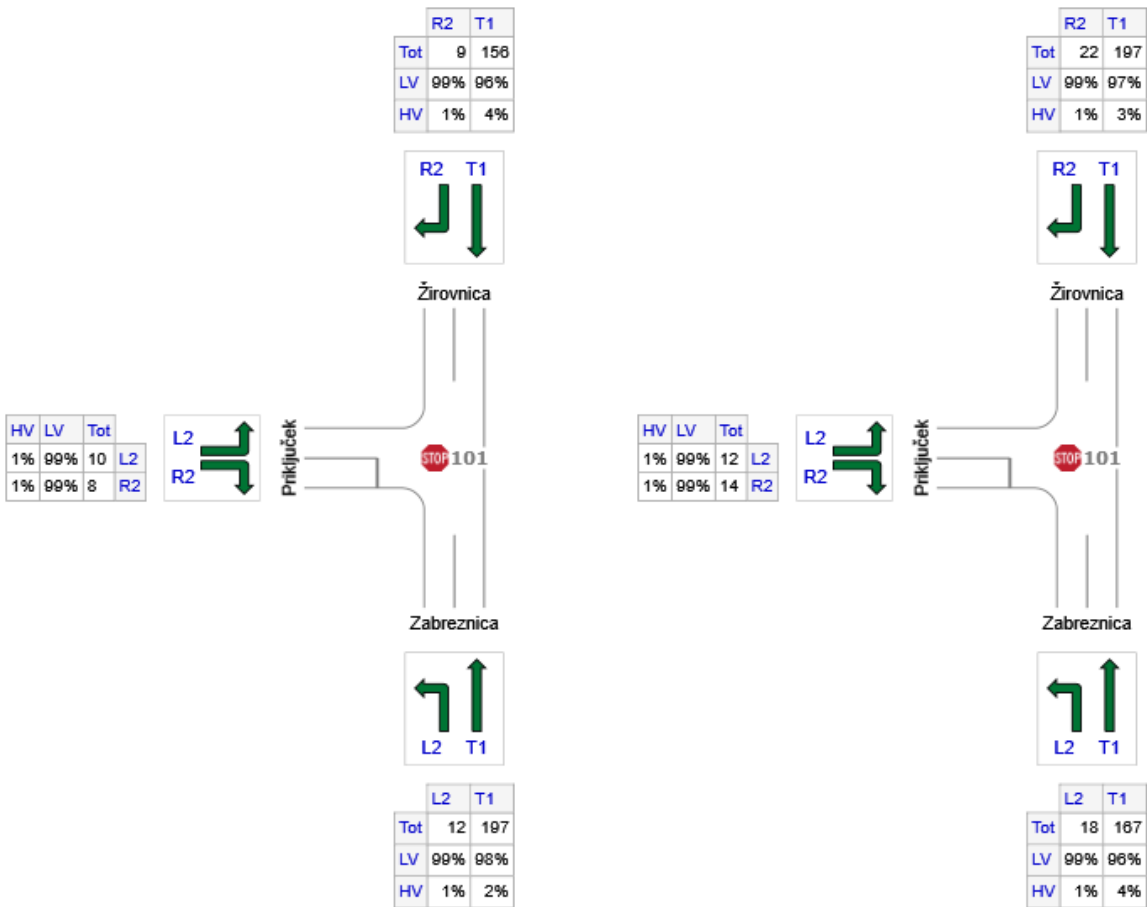 R2 T1
Tot 9 156
LV 99% 96%
HV 1% 4%
R2 T1
Žirovnica
HV LV Tot
1% 99% 10 L2
1% 99% 8 R2
L2
R2
Priključek
STOP 101
Zabreznica
L2 T1
L2 T1
Tot 12 197
LV 99% 98%
HV 1% 2%
R2 T1
Tot 22 197
LV 99% 97%
HV 1% 3%
R2 T1
Žirovnica
HV LV Tot
1% 99% 12 L2
1% 99% 14 R2
L2
R2
Priključek
STOP 101
Zabreznica
L2 T1
L2 T1
Tot 18 167
LV 99% 96%
HV 1% 4%